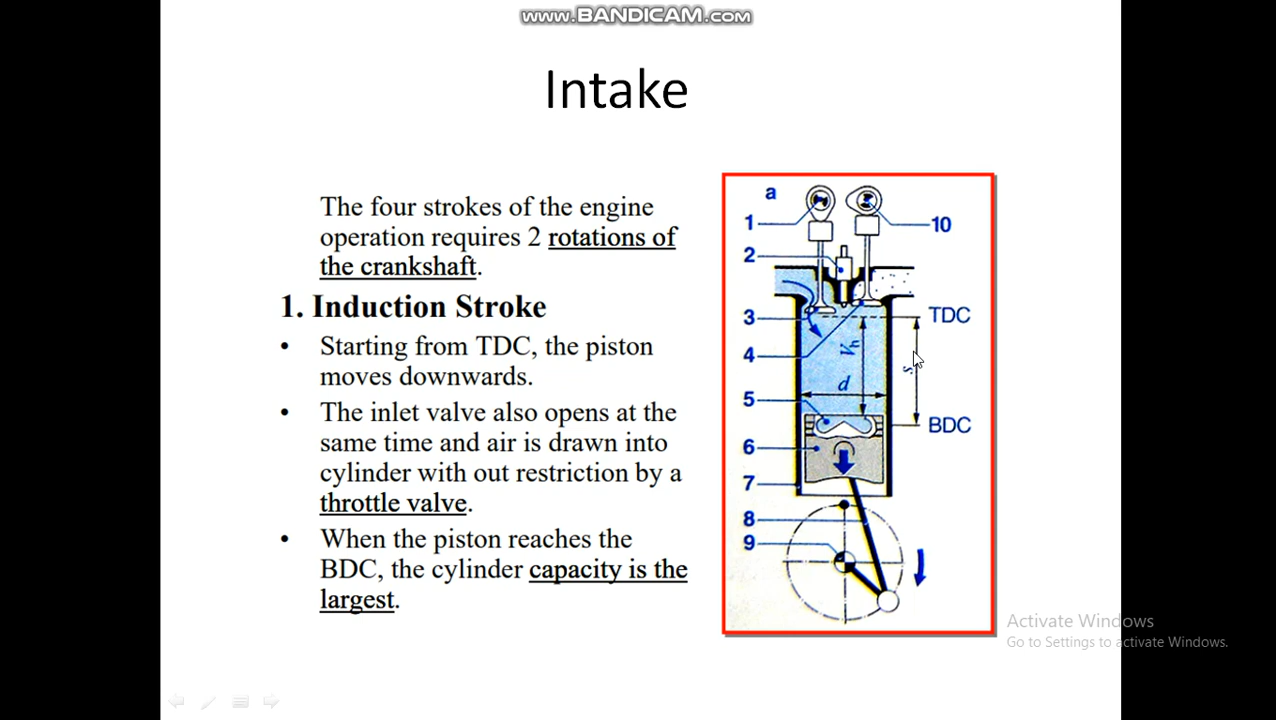 WWW.BANDICAM.COM
Intake
The four strokes of the engine
operation requires 2 rotations of
the crankshaft.
1. Induction Stroke
• Starting from TDC, the piston
moves downwards.
• The inlet valve also opens at the
same time and air is drawn into
cylinder with out restriction by a
throttle valve.
• When the piston reaches the
BDC, the cylinder capacity is the
largest.
a
1
10
2
3
TDC
4
Vh
s
d
5
BDC
6
7
8
9
Activate Windows
Go to Settings to activate Windows.